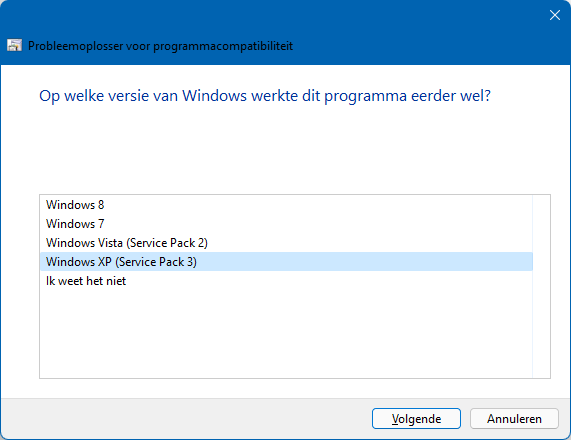 Probleemoplosser voor programmacompatibiliteit
Op welke versie van Windows werkte dit programma eerder wel?
Windows 8
Windows 7
Windows Vista (Service Pack 2)
Windows XP (Service Pack 3)
Ik weet het niet
Volgende
Annuleren